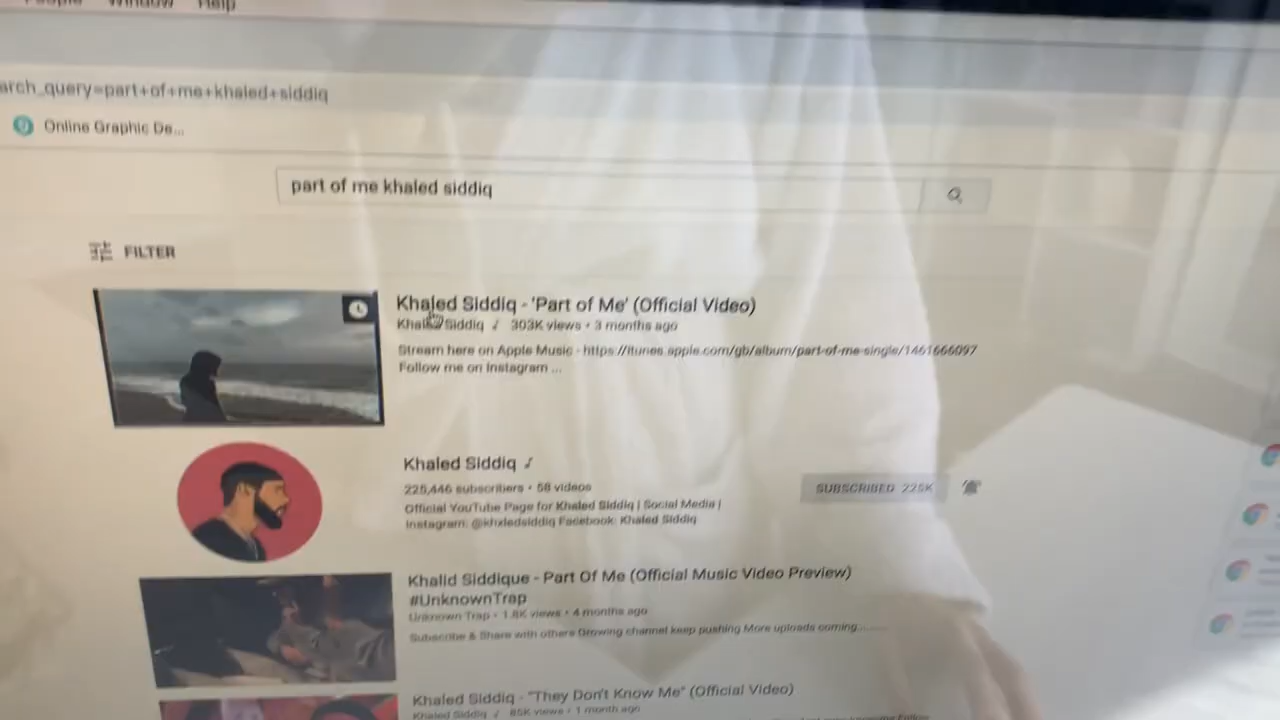 People Window Help
arch_query=part+of+me+khaled+siddiq
Online Graphic De...
part of me khaled siddiq
FILTER
Khaled Siddiq - 'Part of Me' (Official Video)
Khaled Siddiq ♪ 303K views • 3 months ago
Stream here on Apple Music - https://itunes.apple.com/gb/album/part-of-me-single/1461666097
Follow me on Instagram ...
Khaled Siddiq ♪
225,446 subscribers • 58 videos
SUBSCRIBED 225K
Official YouTube Page for Khaled Siddiq | Social Media |
Instagram: @khxledsiddiq Facebook: Khaled Siddiq
Khalid Siddique - Part Of Me (Official Music Video Preview)
#UnknownTrap
Unknown Trap • 1.8K views • 4 months ago
Subscribe & Share with others Growing channel keep pushing More uploads coming........
Khaled Siddiq - "They Don't Know Me" (Official Video)
Khaled Siddiq ♪ 85K views • 1 month ago